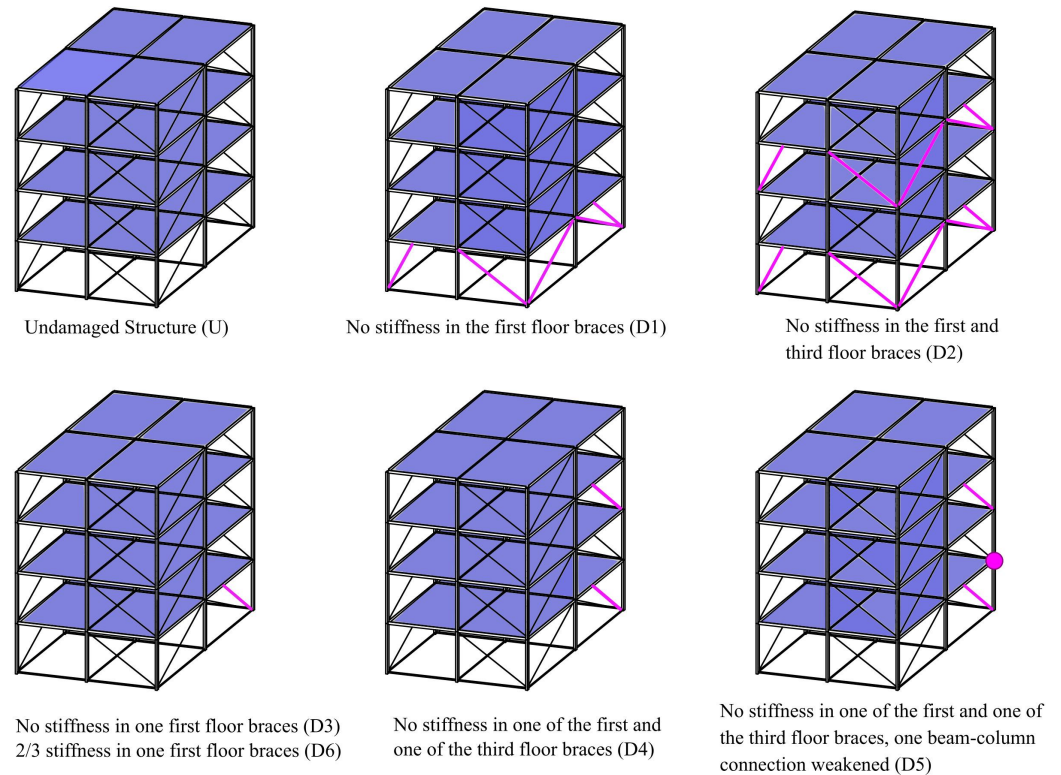 Undamaged Structure (U)
No stiffness in the first floor braces (D1)
No stiffness in the first and
third floor braces (D2)
No stiffness in one first floor braces (D3)
2/3 stiffness in one first floor braces (D6)
No stiffness in one of the first and
one of the third floor braces (D4)
No stiffness in one of the first and one of
the third floor braces, one beam-column
connection weakened (D5)